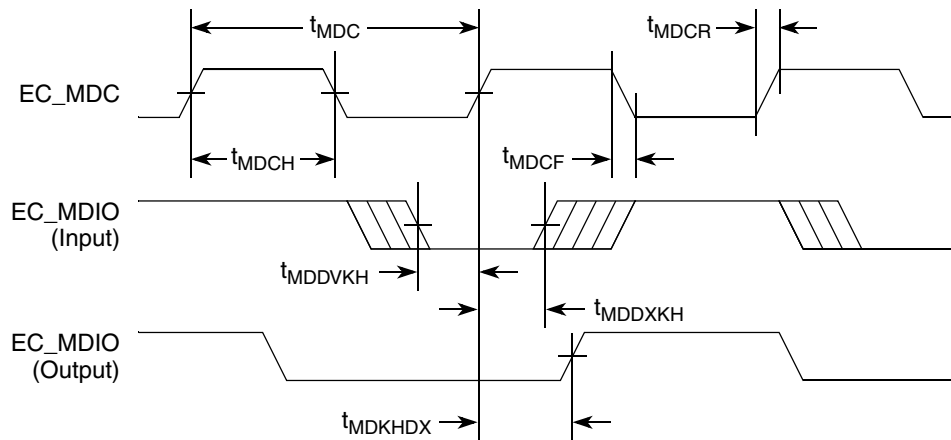 tMDC
tMDCR
EC_MDC
tMDCH
tMDCF
EC_MDIO
(Input)
tMDDVKH
tMDDXKH
EC_MDIO
(Output)
tMDKHDX